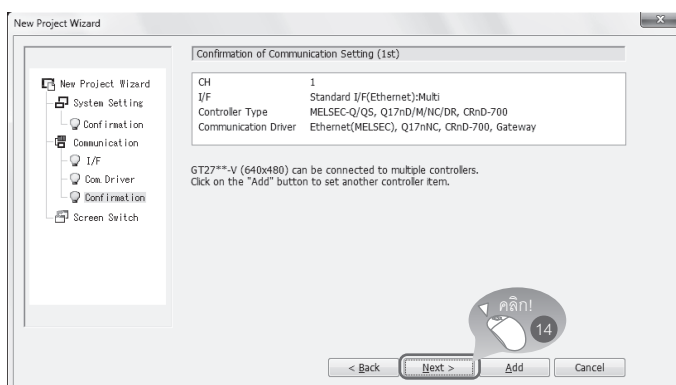 New Project Wizard
New Project Wizard
System Setting
Confirmation
Communication
I/F
Com. Driver
Confirmation
Screen Switch
Confirmation of Communication Setting (1st)
CH 1
I/F Standard I/F(Ethernet):Multi
Controller Type MELSEC-Q/QS, Q17nD/M/NC/DR, CRnD-700
Communication Driver Ethernet(MELSEC), Q17nNC, CRnD-700, Gateway
GT27**-V (640x480) can be connected to multiple controllers.
Click on the "Add" button to set another controller item.
คลิก!
14
< Back Next > Add Cancel